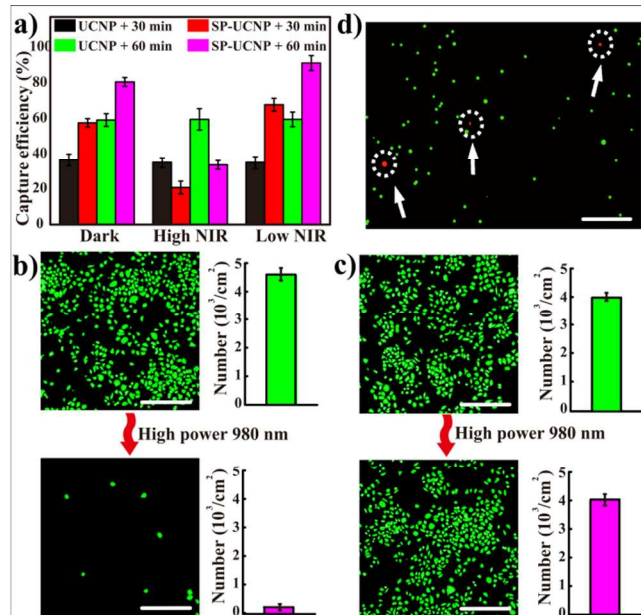 a)
UCNP + 30 min
SP-UCNP + 30 min
UCNP + 60 min
SP-UCNP + 60 min
Capture efficiency (%)
100
80
60
40
20
0
Dark
High NIR
Low NIR
d)
b)
Number (10³/cm²)
5
4
3
2
1
0
c)
Number (10³/cm²)
5
4
3
2
1
0
High power 980 nm
High power 980 nm
Number (10³/cm²)
5
4
3
2
1
0
Number (10³/cm²)
5
4
3
2
1
0